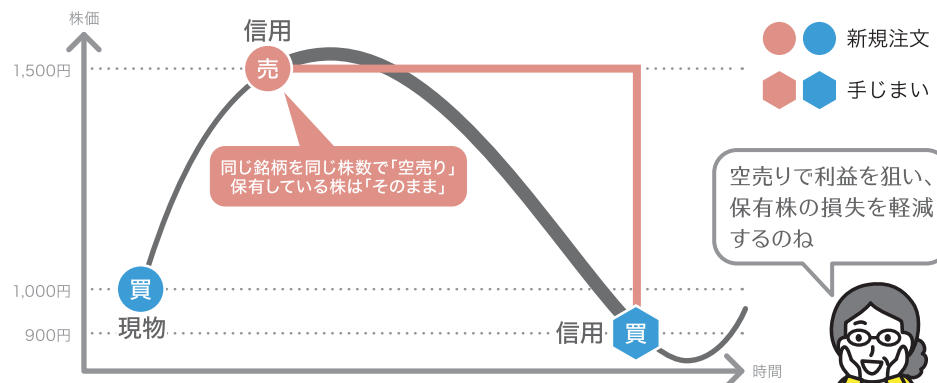 株価
信用
売
新規注文
1,500円
手じまい
同じ銘柄を同じ株数で「空売り」
保有している株は「そのまま」
空売りで利益を狙い、
保有株の損失を軽減
するのね
1,000円
買
現物
900円
信用
買
時間